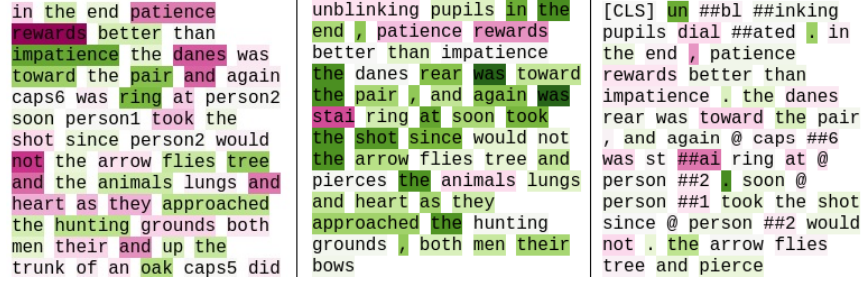 in the end patience
rewards better than
impatience the danes was
toward the pair and again
caps6 was ring at person2
soon person1 took the
shot since person2 would
not the arrow flies tree
and the animals lungs and
heart as they approached
the hunting grounds both
men their and up the
trunk of an oak caps5 did
unblinking pupils in the
end , patience rewards
better than impatience
the danes rear was toward
the pair , and again was
stai ring at soon took
the shot since would not
the arrow flies tree and
pierces the animals lungs
and heart as they
approached the hunting
grounds , both men their
bows
[CLS] un ##bl ##inking
pupils dial ##ated . in
the end , patience
rewards better than
impatience . the danes
rear was toward the pair
, and again @ caps ##6
was st ##ai ring at @
person ##2 . soon @
person ##1 took the shot
since @ person ##2 would
not . the arrow flies
tree and pierce